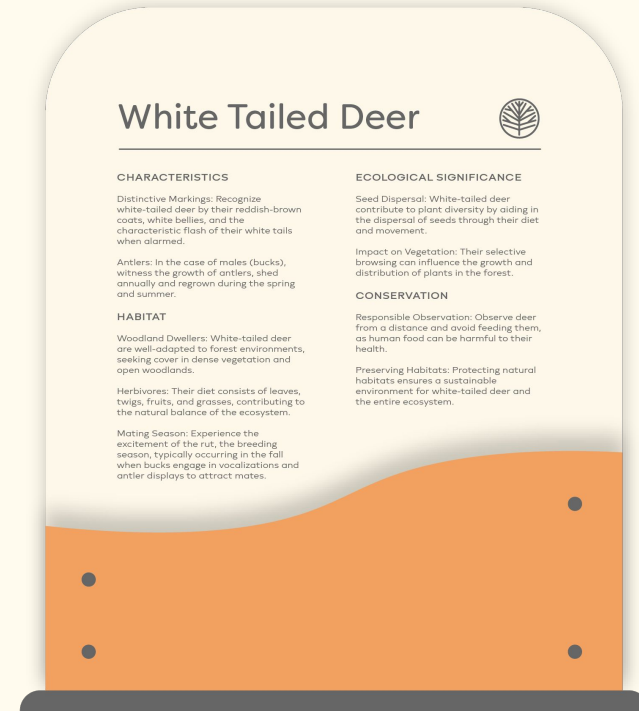 White Tailed Deer
CHARACTERISTICS
Distinctive Markings: Recognize
white-tailed deer by their reddish-brown
coats, white bellies, and the
characteristic flash of their white tails
when alarmed.
Antlers: In the case of males (bucks),
witness the growth of antlers, shed
annually and regrown during the spring
and summer.
HABITAT
Woodland Dwellers: White-tailed deer
are well-adapted to forest environments,
seeking cover in dense vegetation and
open woodlands.
Herbivores: Their diet consists of leaves,
twigs, fruits, and grasses, contributing to
the natural balance of the ecosystem.
Mating Season: Experience the
excitement of the rut, the breeding
season, typically occurring in the fall
when bucks engage in vocalizations and
antler displays to attract mates.
ECOLOGICAL SIGNIFICANCE
Seed Dispersal: White-tailed deer
contribute to plant diversity by aiding in
the dispersal of seeds through their diet
and movement.
Impact on Vegetation: Their selective
browsing can influence the growth and
distribution of plants in the forest.
CONSERVATION
Responsible Observation: Observe deer
from a distance and avoid feeding them,
as human food can be harmful to their
health.
Preserving Habitats: Protecting natural
habitats ensures a sustainable
environment for white-tailed deer and
the entire ecosystem.